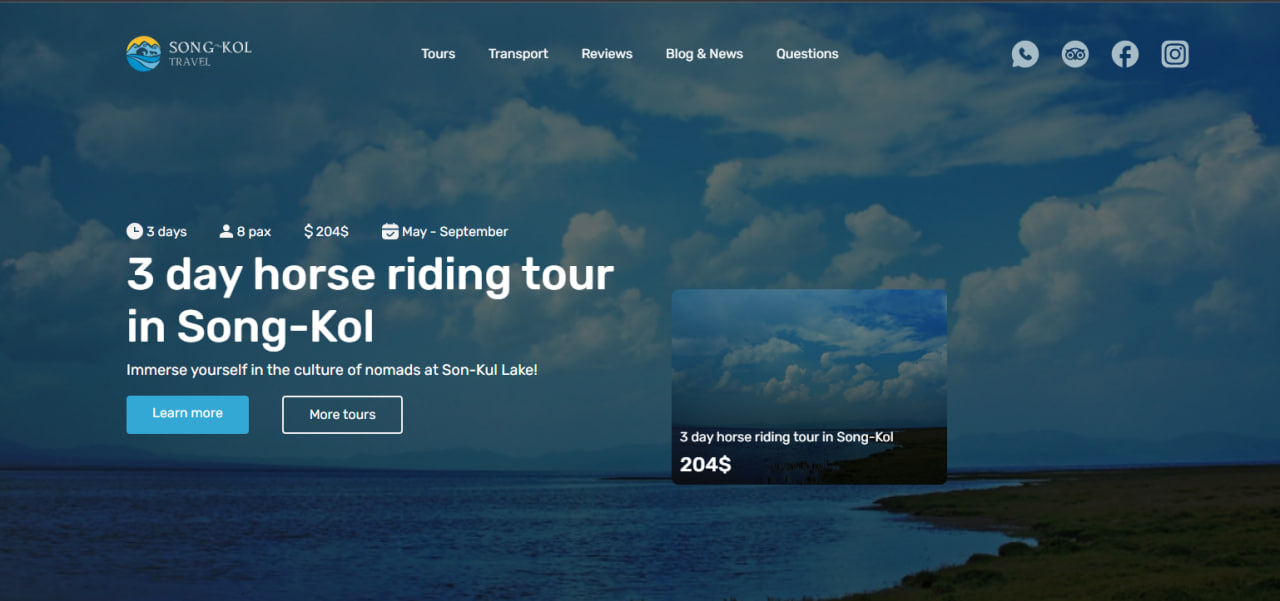 SONG~KOL
TRAVEL
Tours Transport Reviews Blog & News Questions
3 days 8 pax $ 204$ May - September
3 day horse riding tour
in Song-Kol
Immerse yourself in the culture of nomads at Son-Kul Lake!
Learn more More tours
3 day horse riding tour in Song-Kol
204$